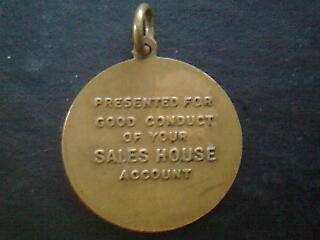 PRESENTED FOR
GOOD CONDUCT
OF YOUR
SALES HOUSE
ACCOUNT